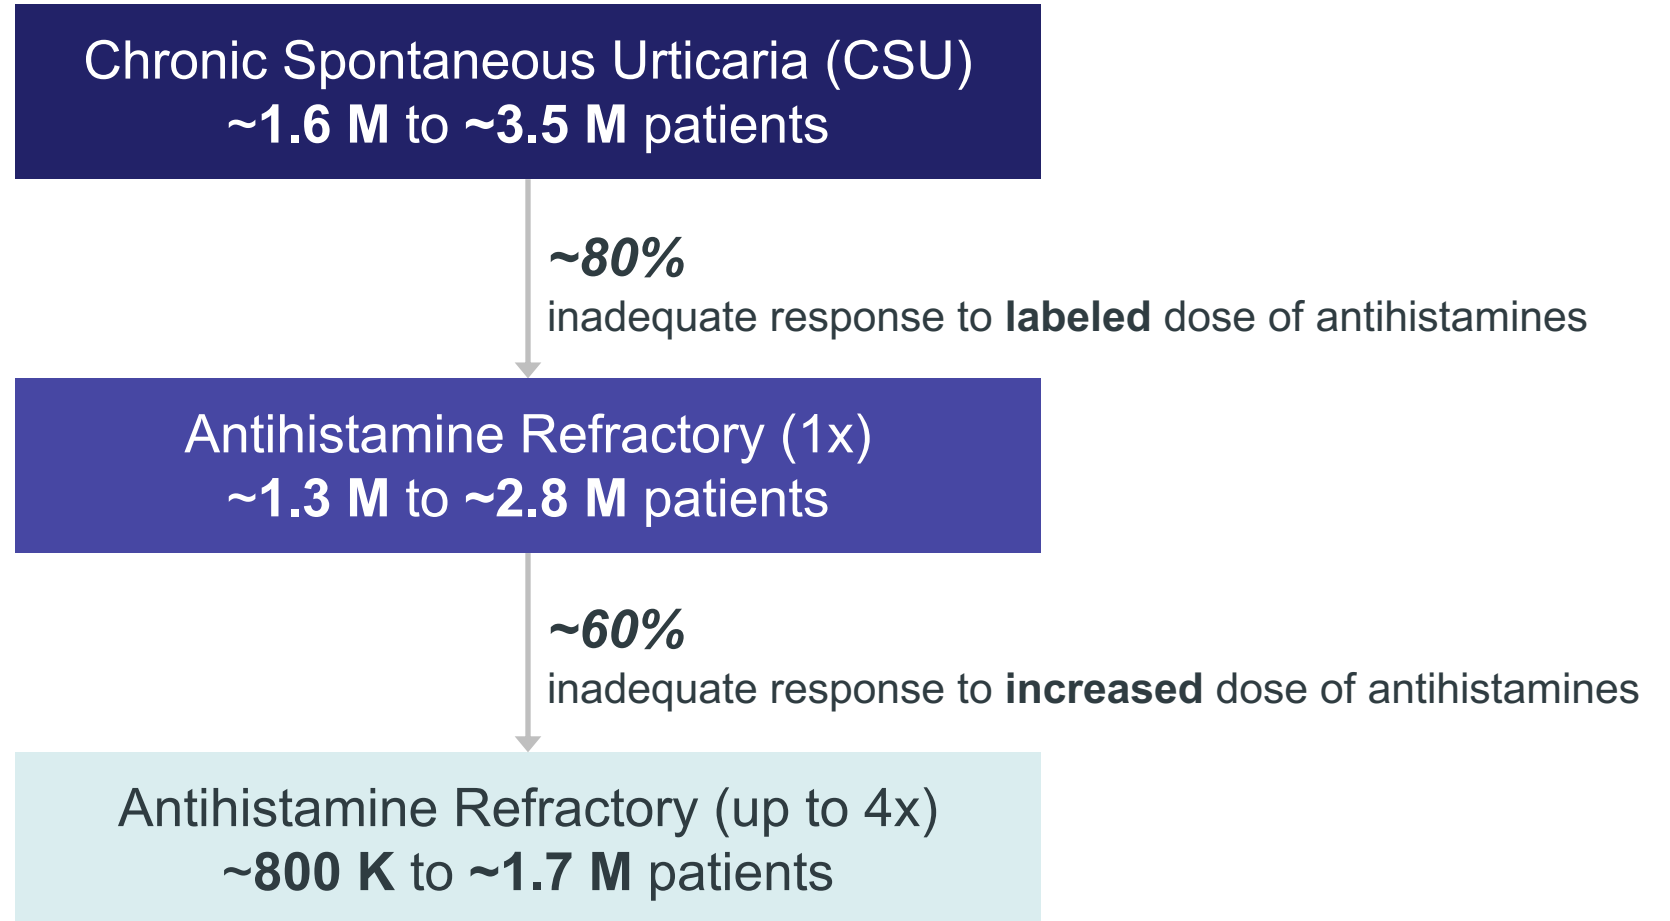 Chronic Spontaneous Urticaria (CSU)
~1.6 M to ~3.5 M patients
~80%
inadequate response to labeled dose of antihistamines
Antihistamine Refractory (1x)
~1.3 M to ~2.8 M patients
~60%
inadequate response to increased dose of antihistamines
Antihistamine Refractory (up to 4x)
~800 K to ~1.7 M patients